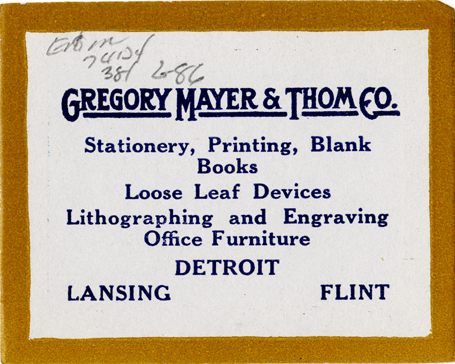 686
GREGORY MAYER & THOM CO.
Stationery, Printing, Blank
Books
Loose Leaf Devices
Lithographing and Engraving
Office Furniture
DETROIT
LANSING FLINT